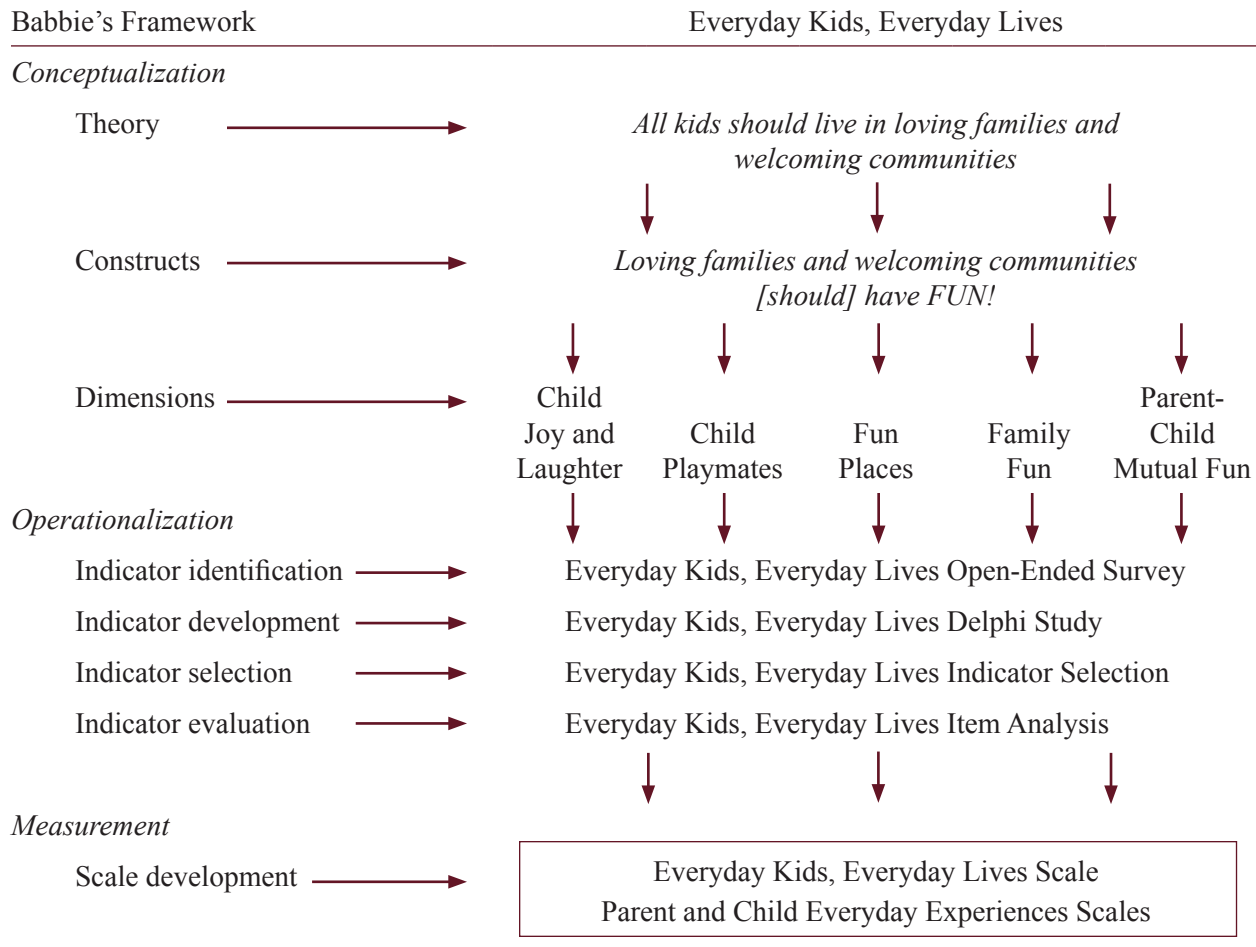 Babbie’s Framework Everyday Kids, Everyday Lives
Conceptualization
Theory All kids should live in loving families and
welcoming communities
Constructs Loving families and welcoming communities
[should] have FUN!
Dimensions
Child
Joy and
Laughter
Child
Playmates
Fun
Places
Family
Fun
Parent-
Child
Mutual Fun
Operationalization
Indicator identification Everyday Kids, Everyday Lives Open-Ended Survey
Indicator development Everyday Kids, Everyday Lives Delphi Study
Indicator selection Everyday Kids, Everyday Lives Indicator Selection
Indicator evaluation Everyday Kids, Everyday Lives Item Analysis
Measurement
Scale development
Everyday Kids, Everyday Lives Scale
Parent and Child Everyday Experiences Scales